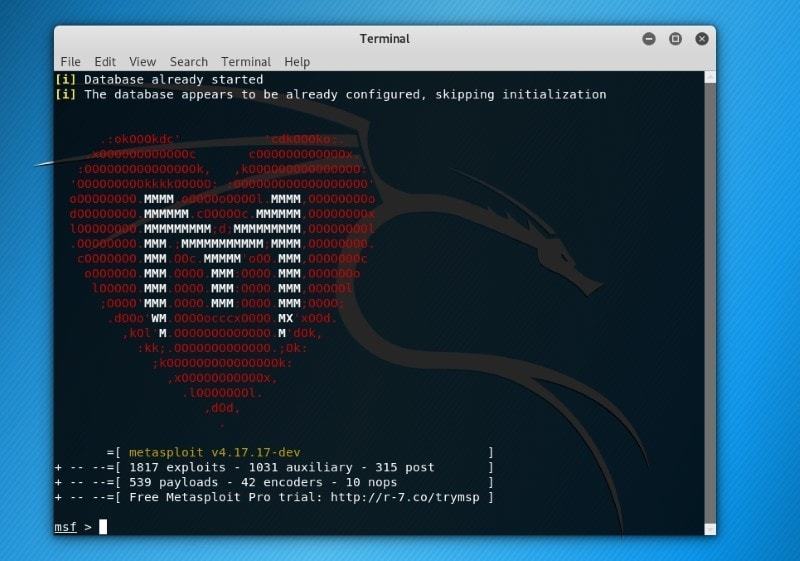 Terminal
File Edit View Search Terminal Help
[i] Database already started
[i] The database appears to be already configured, skipping initialization
=[ metasploit v4.17.17-dev ]
+ -- --=[ 1817 exploits - 1031 auxiliary - 315 post ]
+ -- --=[ 539 payloads - 42 encoders - 10 nops ]
+ -- --=[ Free Metasploit Pro trial: http://r-7.co/trymsp ]
msf >